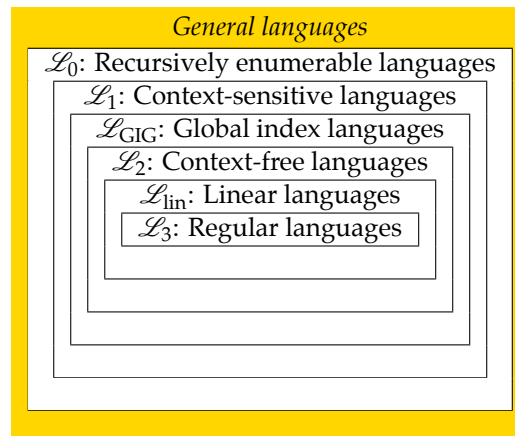 General languages
ℒ₀: Recursively enumerable languages
ℒ₁: Context-sensitive languages
ℒGIG: Global index languages
ℒ₂: Context-free languages
ℒlin: Linear languages
ℒ₃: Regular languages